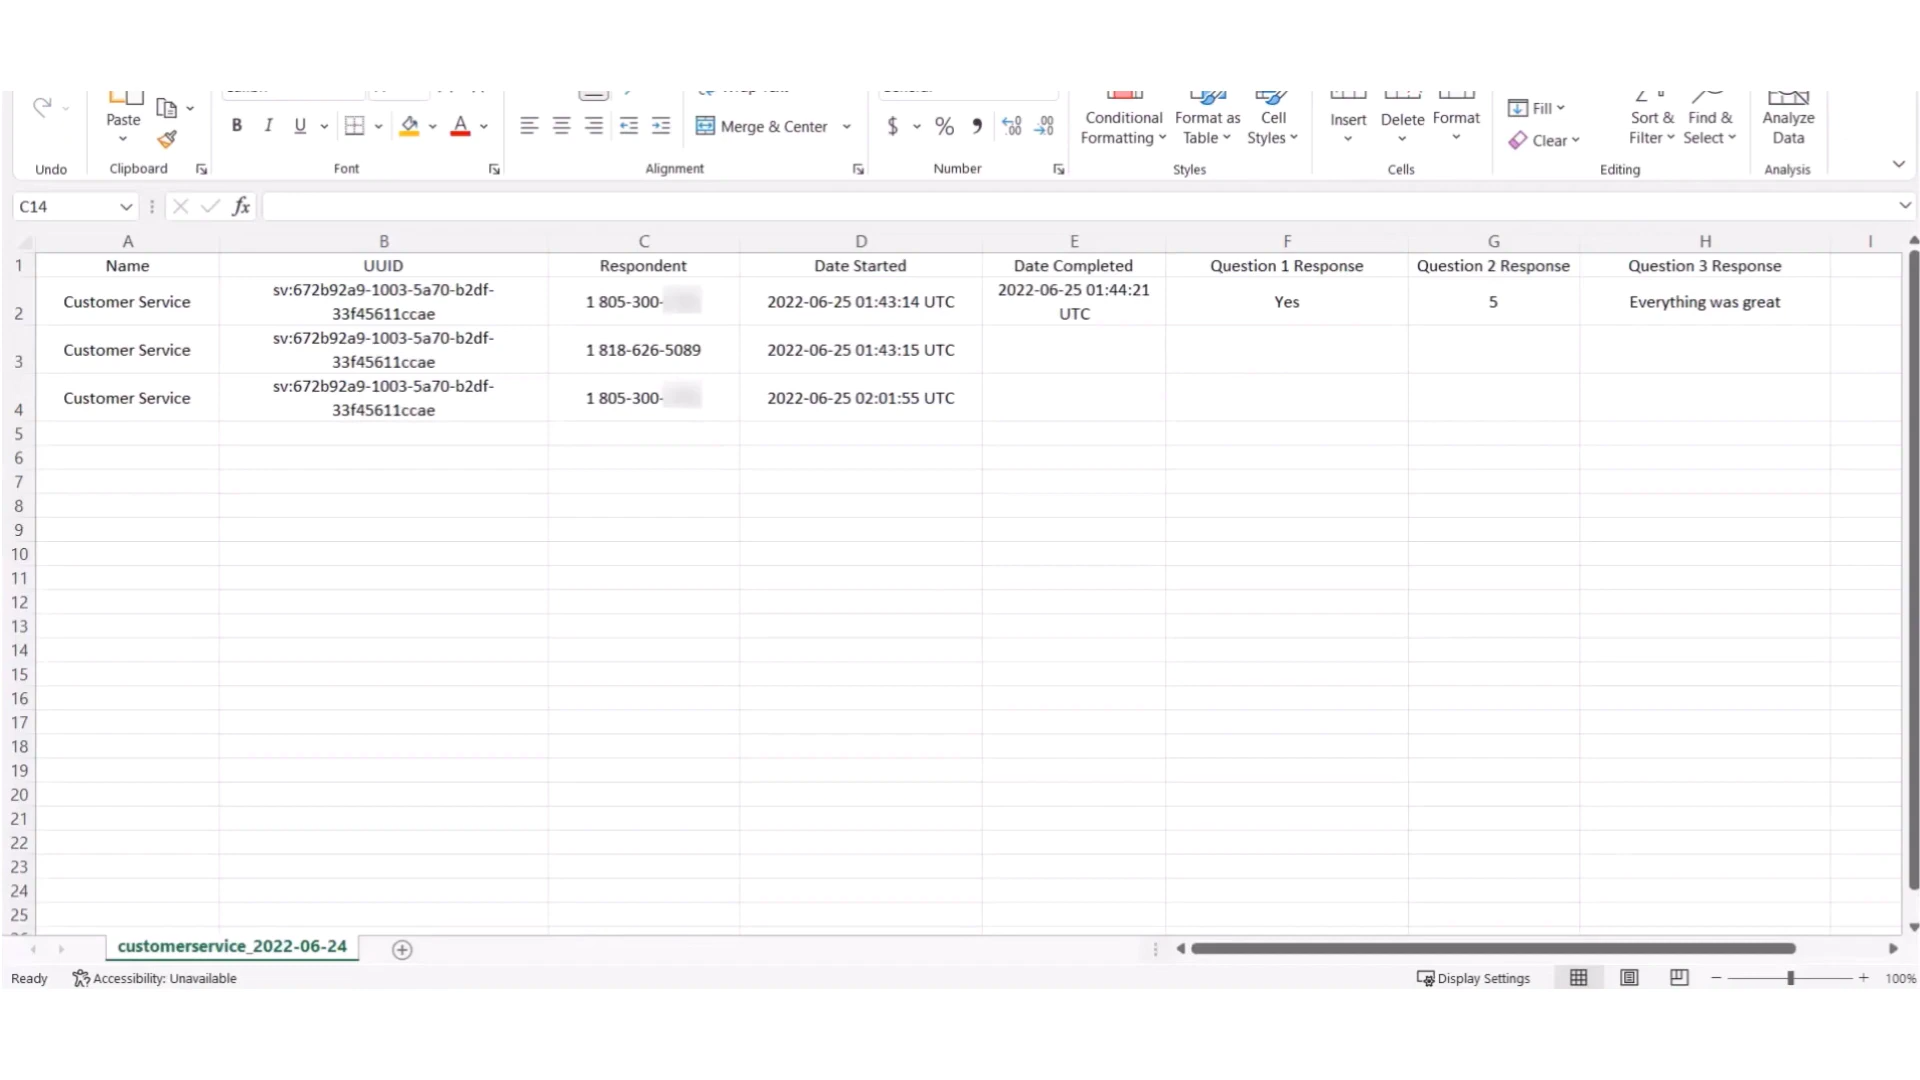 Paste
Conditional Formatting
Format as Table
Cell Styles
Insert
Delete
Format
Fill
Clear
Sort & Filter
Find & Select
Analyze Data
B I U
A
Merge & Center
$ % ,
Undo
Clipboard
Font
Alignment
Number
Styles
Cells
Editing
Analysis
C14
fx
A B C D E F G H I
1 Name UUID Respondent Date Started Date Completed Question 1 Response Question 2 Response Question 3 Response
2 Customer Service sv:672b92a9-1003-5a70-b2df-33f45611ccae 1 805-300- 2022-06-25 01:43:14 UTC 2022-06-25 01:44:21 UTC Yes 5 Everything was great
3 Customer Service sv:672b92a9-1003-5a70-b2df-33f45611ccae 1 818-626-5089 2022-06-25 01:43:15 UTC
4 Customer Service sv:672b92a9-1003-5a70-b2df-33f45611ccae 1 805-300- 2022-06-25 02:01:55 UTC
5
6
7
8
9
10
11
12
13
14
15
16
17
18
19
20
21
22
23
24
25
customerservice_2022-06-24
Ready
Accessibility: Unavailable
Display Settings
100%